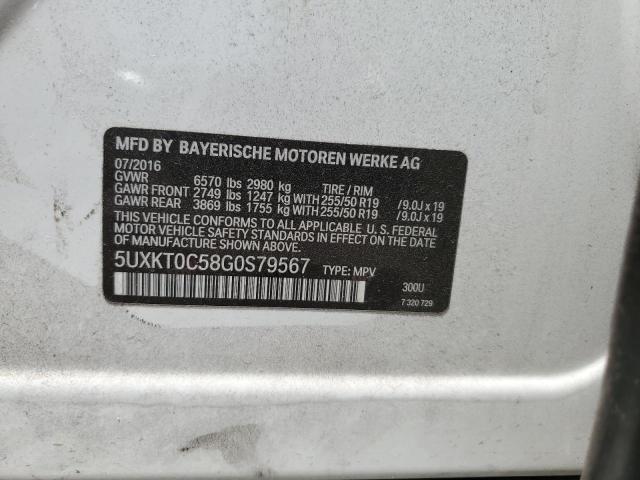 MFD BY BAYERISCHE MOTOREN WERKE AG
07/2016
GVWR 6570 lbs 2980 kg TIRE / RIM
GAWR FRONT 2749 lbs 1247 kg WITH 255/50 R19 /9.0J x 19
GAWR REAR 3869 lbs 1755 kg WITH 255/50 R19 /9.0J x 19
THIS VEHICLE CONFORMS TO ALL APPLICABLE U. S. FEDERAL
MOTOR VEHICLE SAFETY STANDARDS IN EFFECT ON THE DATE OF
MANUFACTURE SHOWN ABOVE.
5UXKT0C58G0S79567 TYPE: MPV
300U
7 320 729